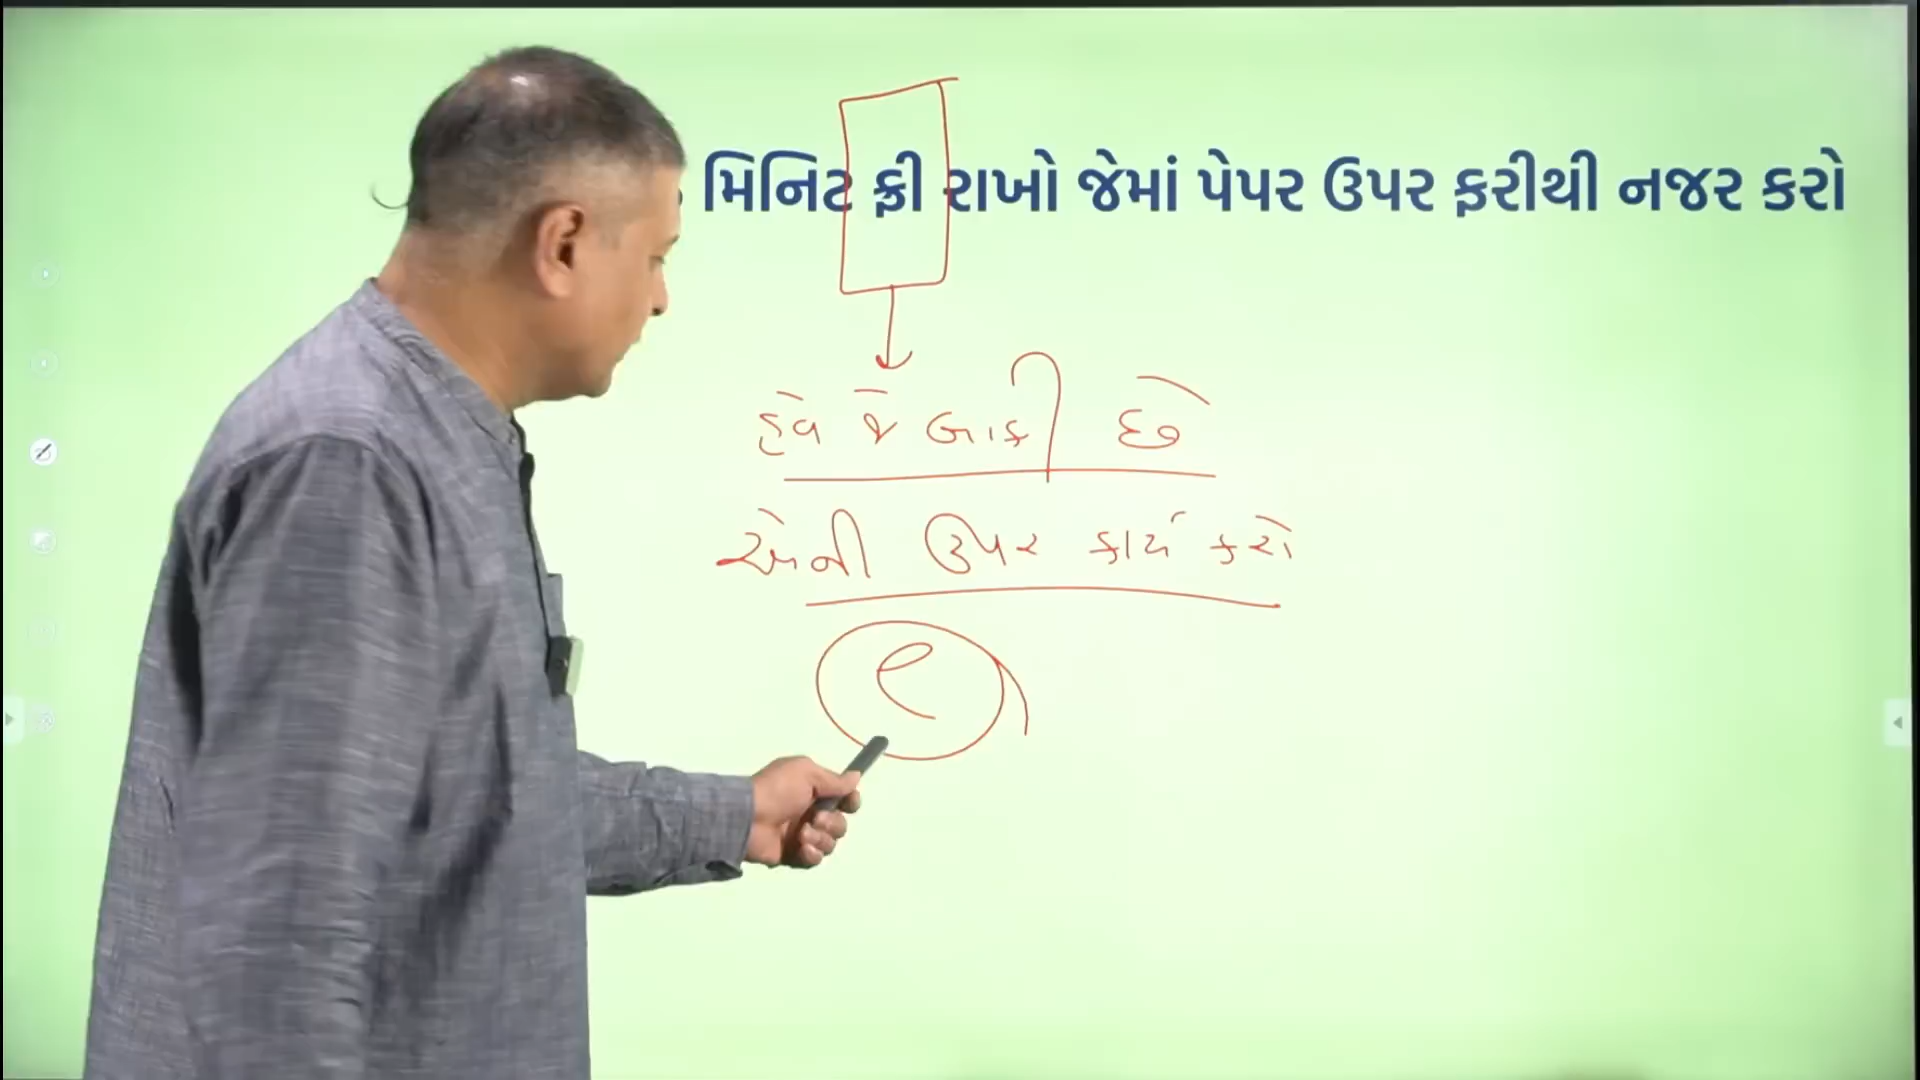 મિનિટ ફ્રી રાખો જેમાં પેપર ઉપર ફરીથી નજર કરો
હવે જે બાકી છે
એની ઉપર કાર્ય કરો
૯